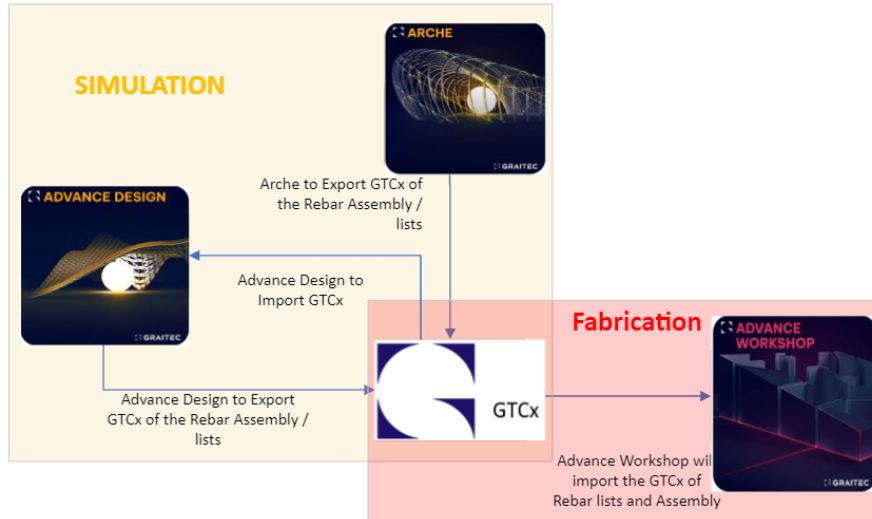 SIMULATION
ARCHE
GRAITEC
Arche to Export GTCx of
the Rebar Assembly /
lists
ADVANCE DESIGN
GRAITEC
Advance Design to
Import GTCx
Advance Design to Export
GTCx of the Rebar Assembly /
lists
Fabrication
GTCx
ADVANCE
WORKSHOP
GRAITEC
Advance Workshop wil
import the GTCx of
Rebar lists and Assembly